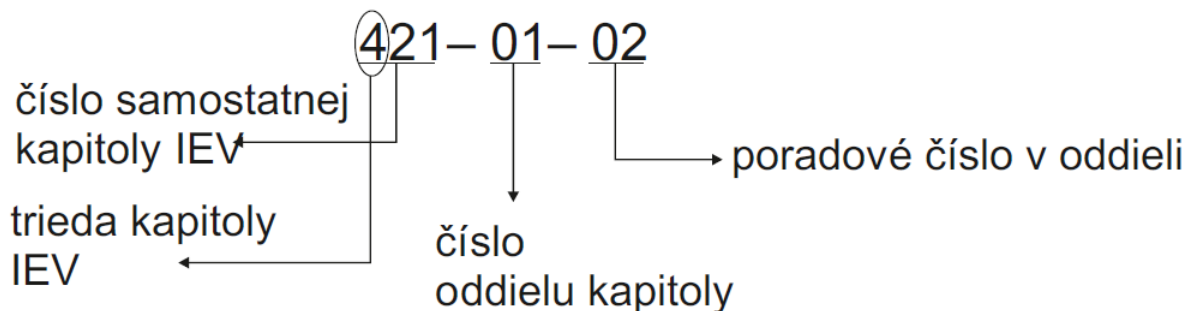 421– 01– 02
číslo samostatnej
kapitoly IEV
poradové číslo v oddieli
trieda kapitoly
IEV
číslo
oddielu kapitoly